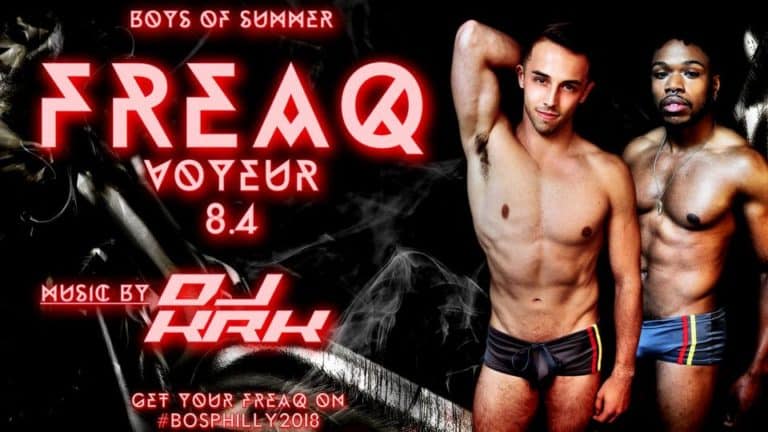 BOYS OF SUMMER
FREAQ
VOYEUR
8.4
MUSIC BY DJ KRK
GET YOUR FREAQ ON
#BOSPHILLY2018